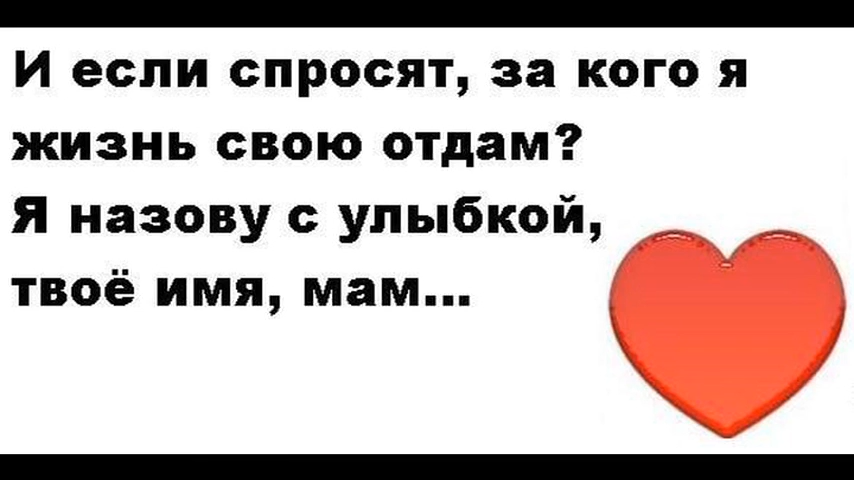 И если спросят, за кого я
жизнь свою отдам?
Я назову с улыбкой,
твоё имя, мам...